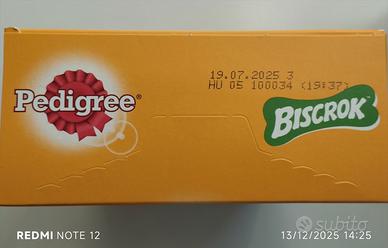 Pedigree®
19.07.2025 3
HU 05 100034 (19:37)
BISCROK™
subito
REDMI NOTE 12
13/12/2025 14:25